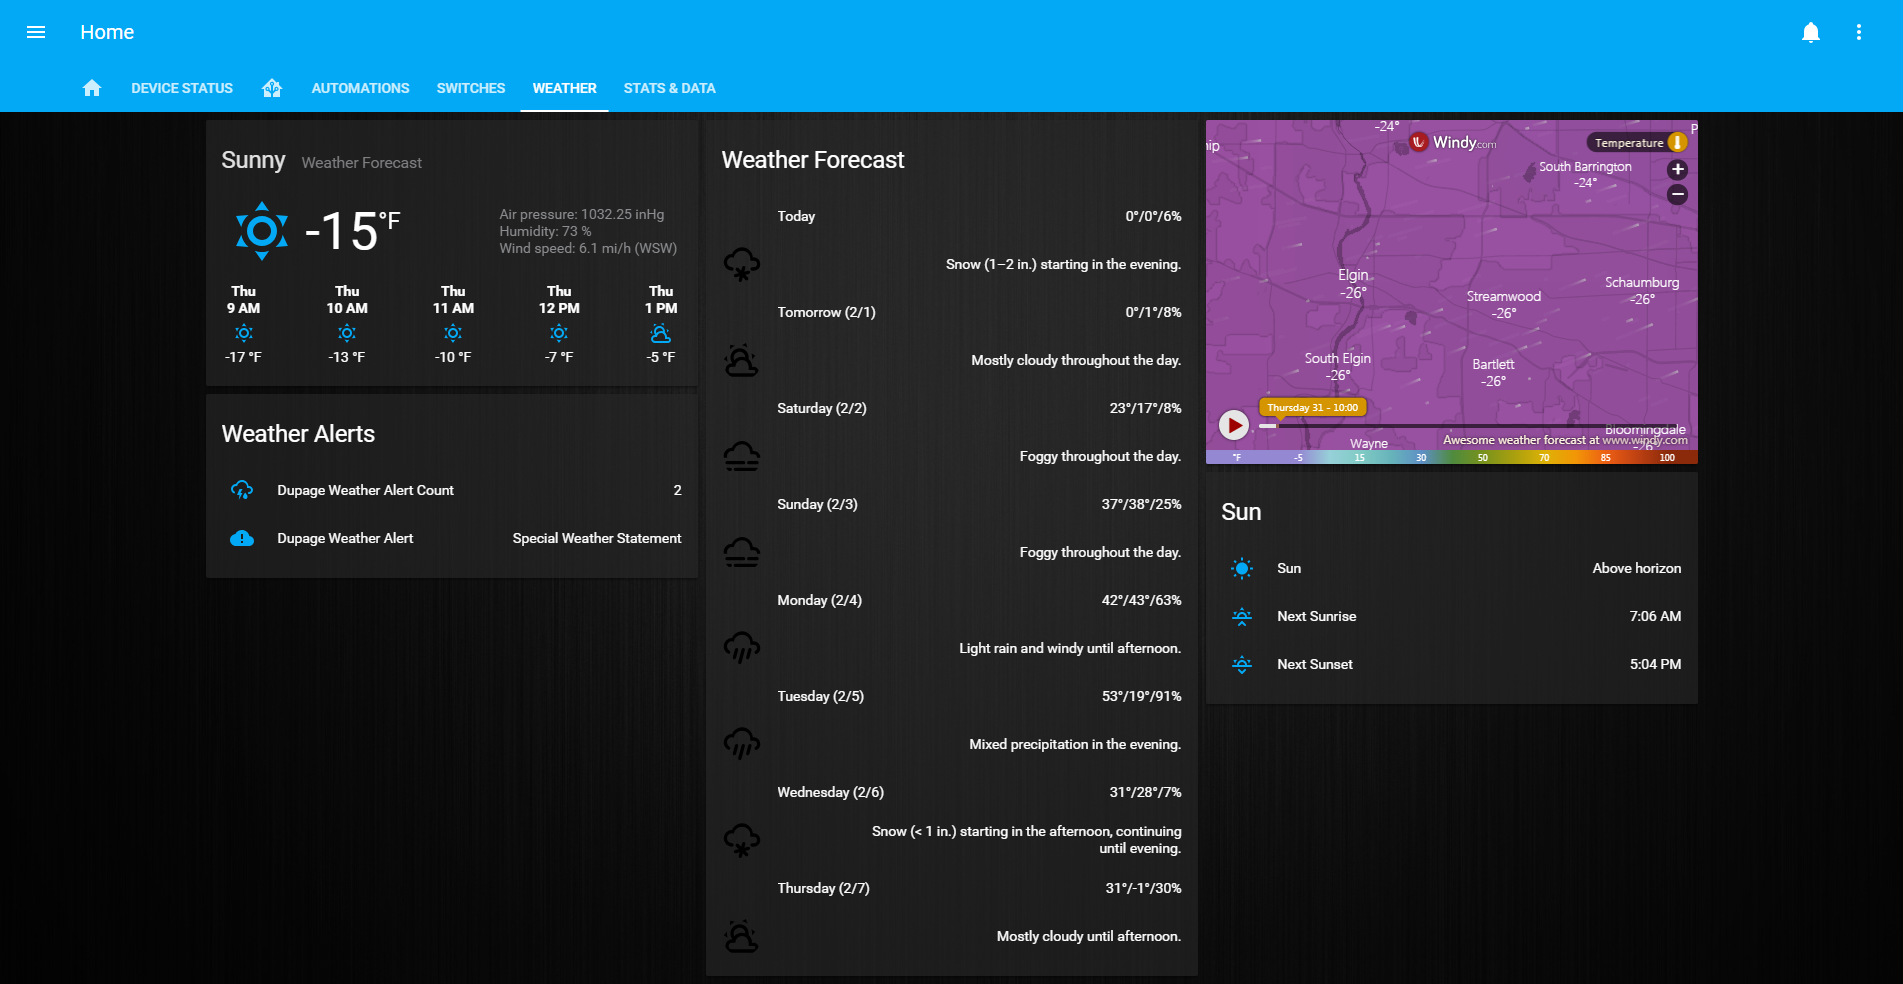 Home
DEVICE STATUS
AUTOMATIONS
SWITCHES
WEATHER
STATS & DATA
Sunny Weather Forecast
-15 °F
Air pressure: 1032.25 inHg
Humidity: 73 %
Wind speed: 6.1 mi/h (WSW)
Thu Thu Thu Thu Thu
9 AM 10 AM 11 AM 12 PM 1 PM
-17 °F -13 °F -10 °F -7 °F -5 °F
Weather Alerts
Dupage Weather Alert Count 2
Dupage Weather Alert Special Weather Statement
Weather Forecast
Today 0°/0°/6%
Snow (1–2 in.) starting in the evening.
Tomorrow (2/1) 0°/1°/8%
Mostly cloudy throughout the day.
Saturday (2/2) 23°/17°/8%
Foggy throughout the day.
Sunday (2/3) 37°/38°/25%
Foggy throughout the day.
Monday (2/4) 42°/43°/63%
Light rain and windy until afternoon.
Tuesday (2/5) 53°/19°/91%
Mixed precipitation in the evening.
Wednesday (2/6) 31°/28°/7%
Snow (< 1 in.) starting in the afternoon, continuing
until evening.
Thursday (2/7) 31°/-1°/30%
Mostly cloudy until afternoon.
-24°
P
ip
Windy.com
Temperature
South Barrington
-24°
+
−
Elgin
-26°
Schaumburg
-26°
Streamwood
-26°
South Elgin
-26°
Bartlett
-26°
Thursday 31 - 10:00
Bloomingdale
-26°
Wayne
Awesome weather forecast at www.windy.com
°F -5 15 30 50 70 85 100
Sun
Sun Above horizon
Next Sunrise 7:06 AM
Next Sunset 5:04 PM